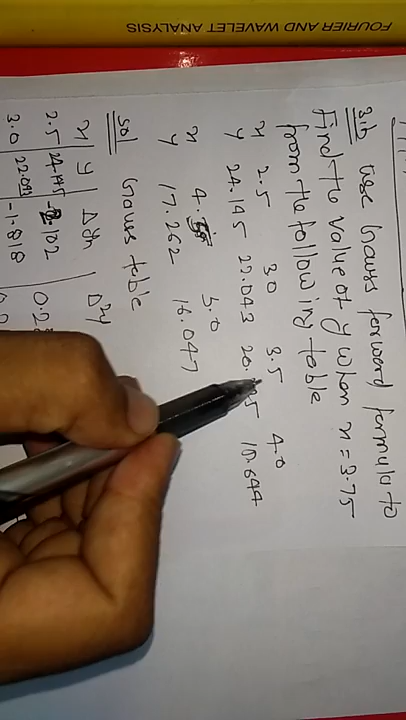 FOURIER AND WAVELET ANALYSIS
3.b Use Gauss forward formula to
Find the value of y when x = 3.75
from the following table
x 2.5 3.0 3.5 4.0
y 24.145 22.043 20. 5 18.644
x 4. 5.0
y 17.262 16.047
Sol Gauss table
x y Δyn Δ²y
2.5 24.145 -2.102 0.2
3.0 22.043 -1.818